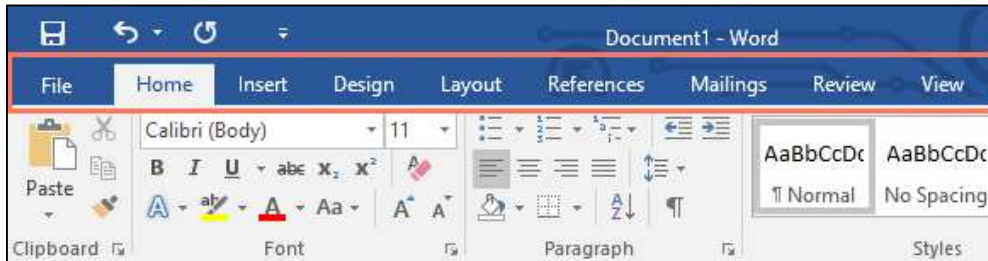 Document1 - Word
File Home Insert Design Layout References Mailings Review View
Calibri (Body) 11
AaBbCcDc AaBbCcDc
B I U abc X₂ X² 
Paste
¶ Normal No Spacing
A aby A Aa A A
Clipboard Font Paragraph Styles